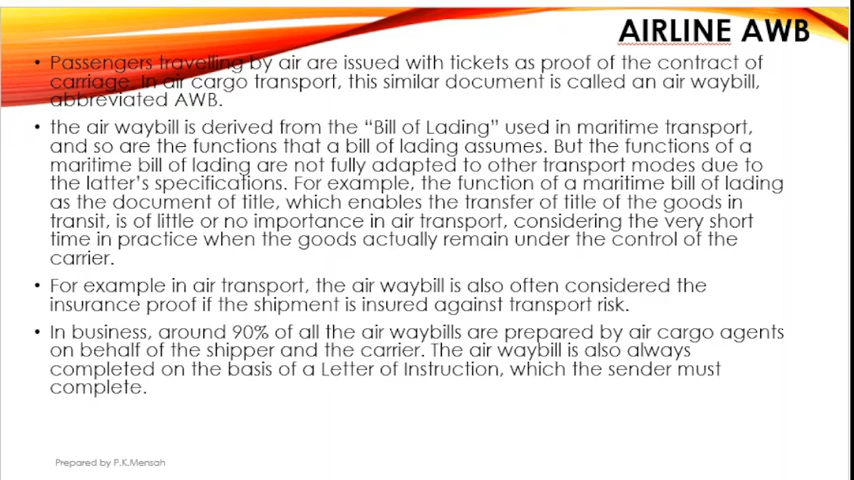 AIRLINE AWB
• Passengers travelling by air are issued with tickets as proof of the contract of
carriage. In air cargo transport, this similar document is called an air waybill,
abbreviated AWB.
• the air waybill is derived from the “Bill of Lading” used in maritime transport,
and so are the functions that a bill of lading assumes. But the functions of a
maritime bill of lading are not fully adapted to other transport modes due to
the latter’s specifications. For example, the function of a maritime bill of lading
as the document of title, which enables the transfer of title of the goods in
transit, is of little or no importance in air transport, considering the very short
time in practice when the goods actually remain under the control of the
carrier.
• For example in air transport, the air waybill is also often considered the
insurance proof if the shipment is insured against transport risk.
• In business, around 90% of all the air waybills are prepared by air cargo agents
on behalf of the shipper and the carrier. The air waybill is also always
completed on the basis of a Letter of Instruction, which the sender must
complete.
Prepared by P.K.Mensah